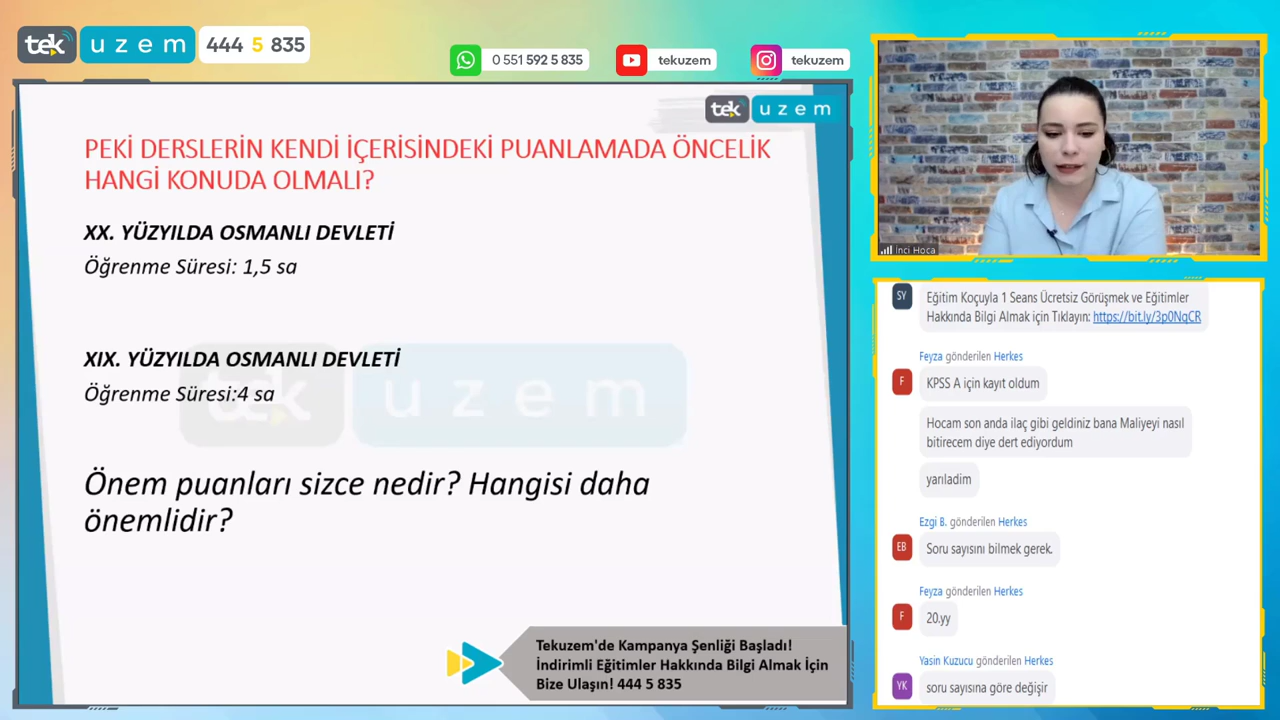 tek uzem 444 5 835
0 551 592 5 835
tekuzem
tekuzem
tek uzem
PEKİ DERSLERİN KENDİ İÇERİSİNDEKİ PUANLAMADA ÖNCELİK
HANGİ KONUDA OLMALI?
XX. YÜZYILDA OSMANLI DEVLETİ
Öğrenme Süresi: 1,5 sa
XIX. YÜZYILDA OSMANLI DEVLETİ
Öğrenme Süresi:4 sa
tek uzem
Önem puanları sizce nedir? Hangisi daha
önemlidir?
Tekuzem'de Kampanya Şenliği Başladı!
İndirimli Eğitimler Hakkında Bilgi Almak İçin
Bize Ulaşın! 444 5 835
İnci Hoca
SY
Eğitim Koçuyla 1 Seans Ücretsiz Görüşmek ve Eğitimler
Hakkında Bilgi Almak için Tıklayın: https://bit.ly/3p0NqCR
Feyza gönderilen Herkes
F
KPSS A için kayıt oldum
Hocam son anda ilaç gibi geldiniz bana Maliyeyi nasıl
bitirecem diye dert ediyordum
yarıladim
Ezgi B. gönderilen Herkes
EB
Soru sayısını bilmek gerek.
Feyza gönderilen Herkes
F
20.yy
Yasin Kuzucu gönderilen Herkes
YK
soru sayısına göre değişir